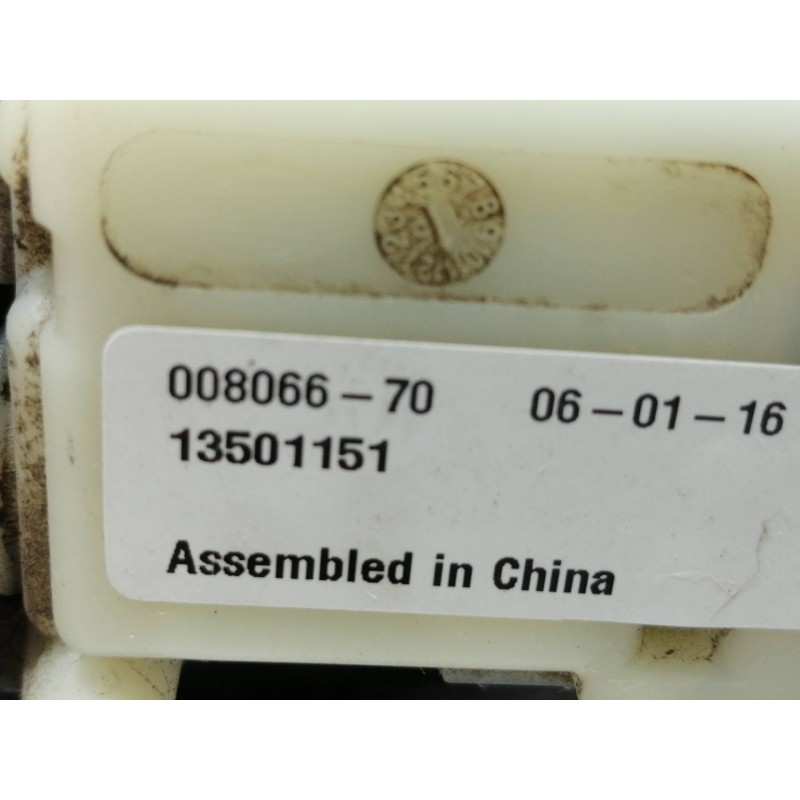 008066-70 06-01-16
13501151
Assembled in China